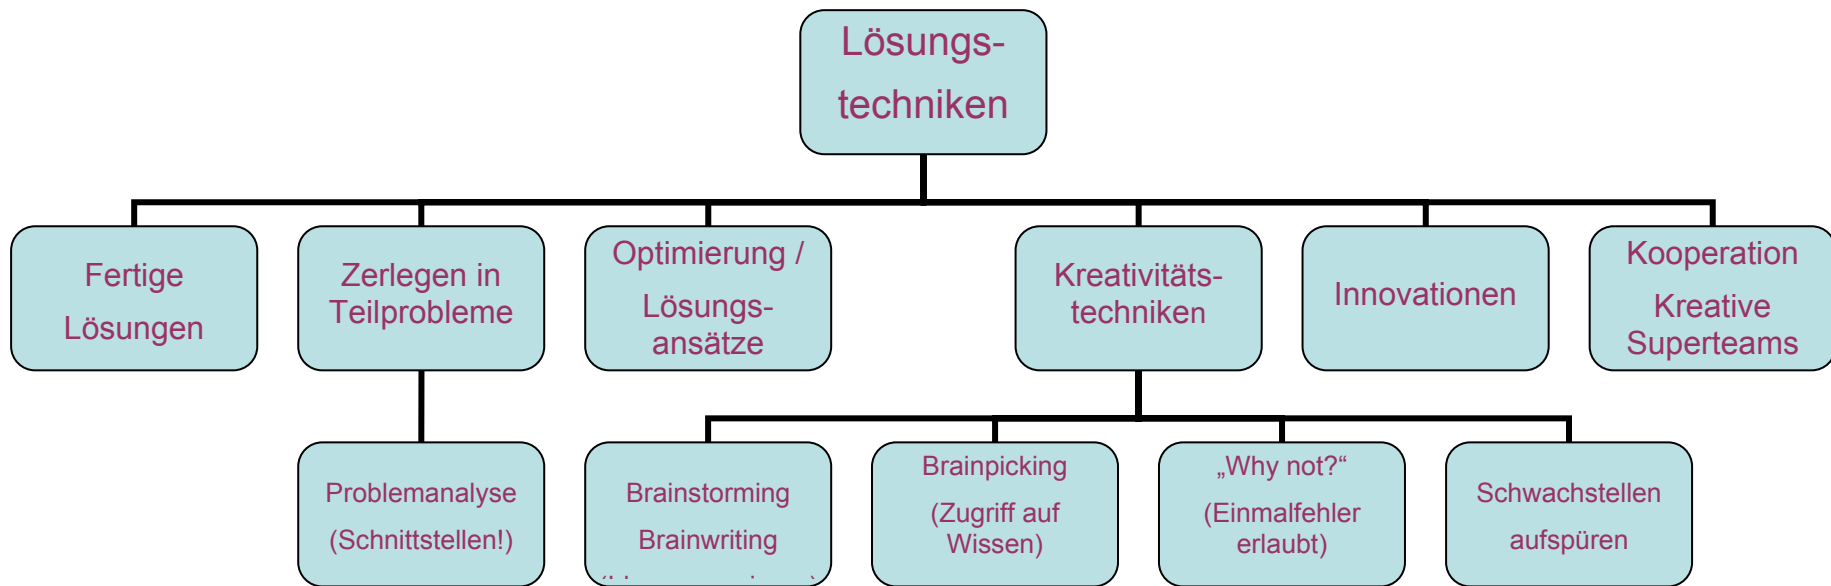 Lösungs-
techniken
Fertige
Lösungen
Zerlegen in
Teilprobleme
Optimierung /
Lösungs-
ansätze
Kreativitäts-
techniken
Innovationen
Kooperation
Kreative
Superteams
Problemanalyse
(Schnittstellen!)
Brainstorming
Brainwriting
Brainpicking
(Zugriff auf
Wissen)
„Why not?“
(Einmalfehler
erlaubt)
Schwachstellen
aufspüren